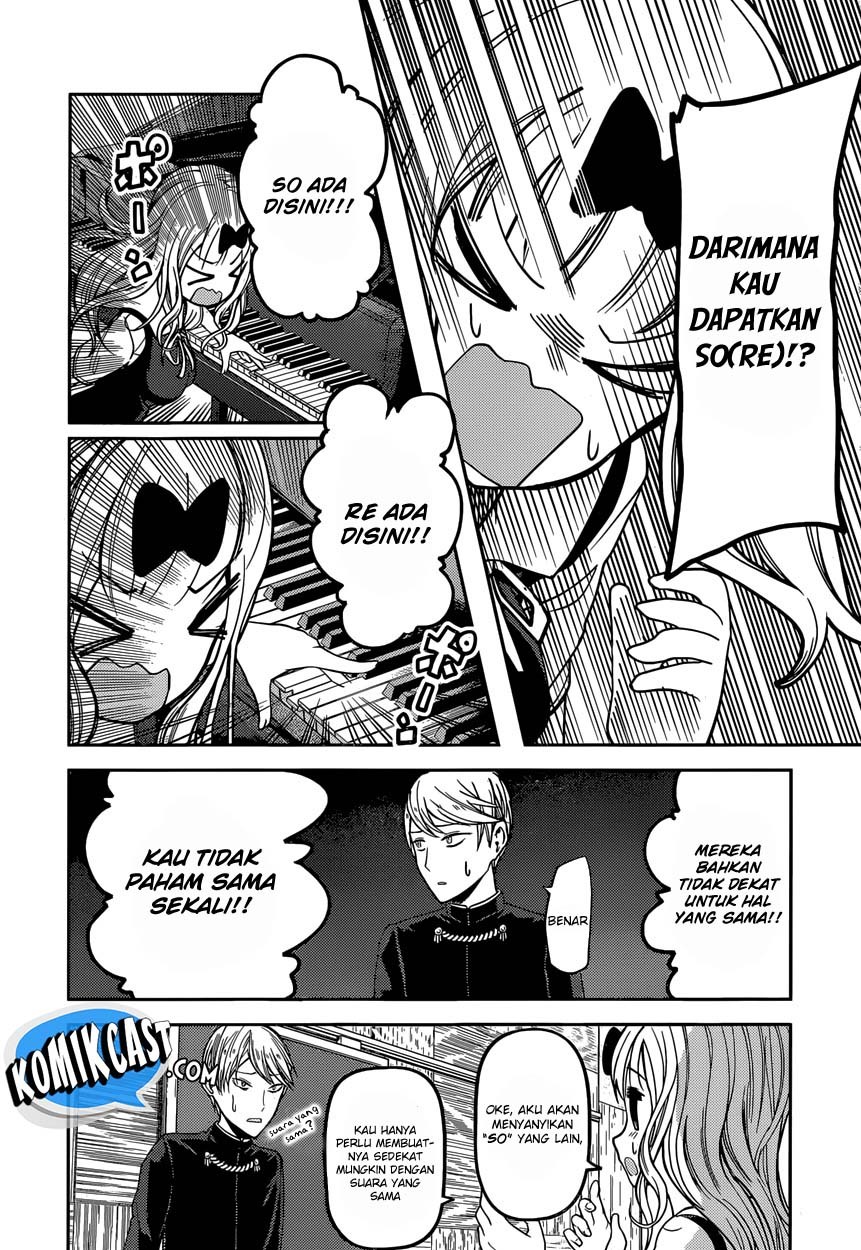 DARIMANA
KAU
DAPATKAN
SO(RE)!?
SO ADA
DISINI!!!
ポーン
RE ADA
DISINI!!
ポーン
MEREKA
BAHKAN
TIDAK DEKAT
UNTUK HAL
YANG SAMA!!
BENAR
KAU TIDAK
PAHAM SAMA
SEKALI!!
OKE, AKU AKAN
MENYANYIKAN
"SO" YANG LAIN,
KAU HANYA
PERLU MEMBUAT-
NYA SEDEKAT
MUNGKIN DENGAN
SUARA YANG
SAMA
suara yang
sama?
KOMIKCAST
.COM